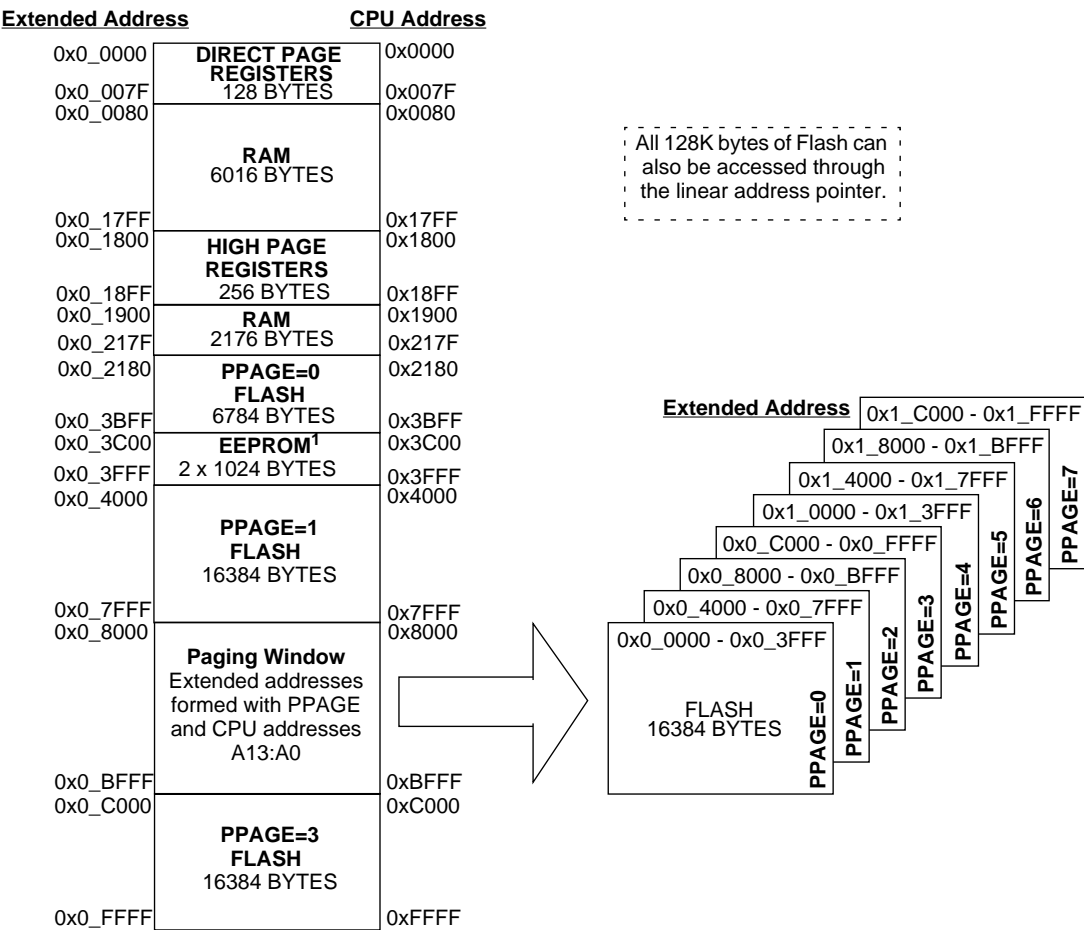 Extended Address CPU Address
0x0_0000 DIRECT PAGE 0x0000
REGISTERS
0x0_007F 128 BYTES 0x007F
0x0_0080 0x0080
RAM
6016 BYTES
0x0_17FF 0x17FF
0x0_1800 0x1800
HIGH PAGE
REGISTERS
0x0_18FF 256 BYTES 0x18FF
0x0_1900 RAM 0x1900
0x0_217F 2176 BYTES 0x217F
0x0_2180 PPAGE=0 0x2180
FLASH
0x0_3BFF 6784 BYTES 0x3BFF
0x0_3C00 EEPROM1 0x3C00
0x0_3FFF 2 x 1024 BYTES 0x3FFF
0x0_4000 0x4000
PPAGE=1
FLASH
16384 BYTES
0x0_7FFF 0x7FFF
0x0_8000 0x8000
Paging Window
Extended addresses
formed with PPAGE
and CPU addresses
A13:A0
0x0_BFFF 0xBFFF
0x0_C000 0xC000
PPAGE=3
FLASH
16384 BYTES
0x0_FFFF 0xFFFF
All 128K bytes of Flash can
also be accessed through
the linear address pointer.
Extended Address
0x1_C000 - 0x1_FFFF
0x1_8000 - 0x1_BFFF
0x1_4000 - 0x1_7FFF
0x1_0000 - 0x1_3FFF
0x0_C000 - 0x0_FFFF
0x0_8000 - 0x0_BFFF
0x0_4000 - 0x0_7FFF
0x0_0000 - 0x0_3FFF
FLASH
16384 BYTES
PPAGE=0
PPAGE=1
PPAGE=2
PPAGE=3
PPAGE=4
PPAGE=5
PPAGE=6
PPAGE=7